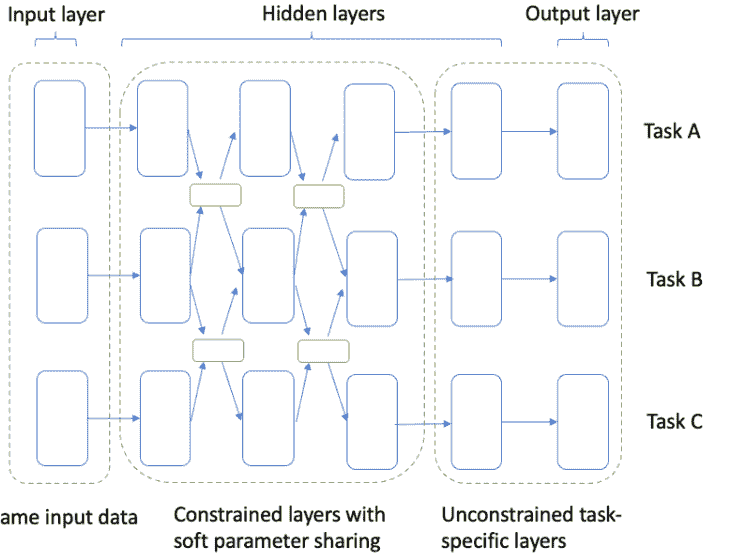 Input layer
Hidden layers
Output layer
Task A
Task B
Task C
ame input data
Constrained layers with
soft parameter sharing
Unconstrained task-
specific layers